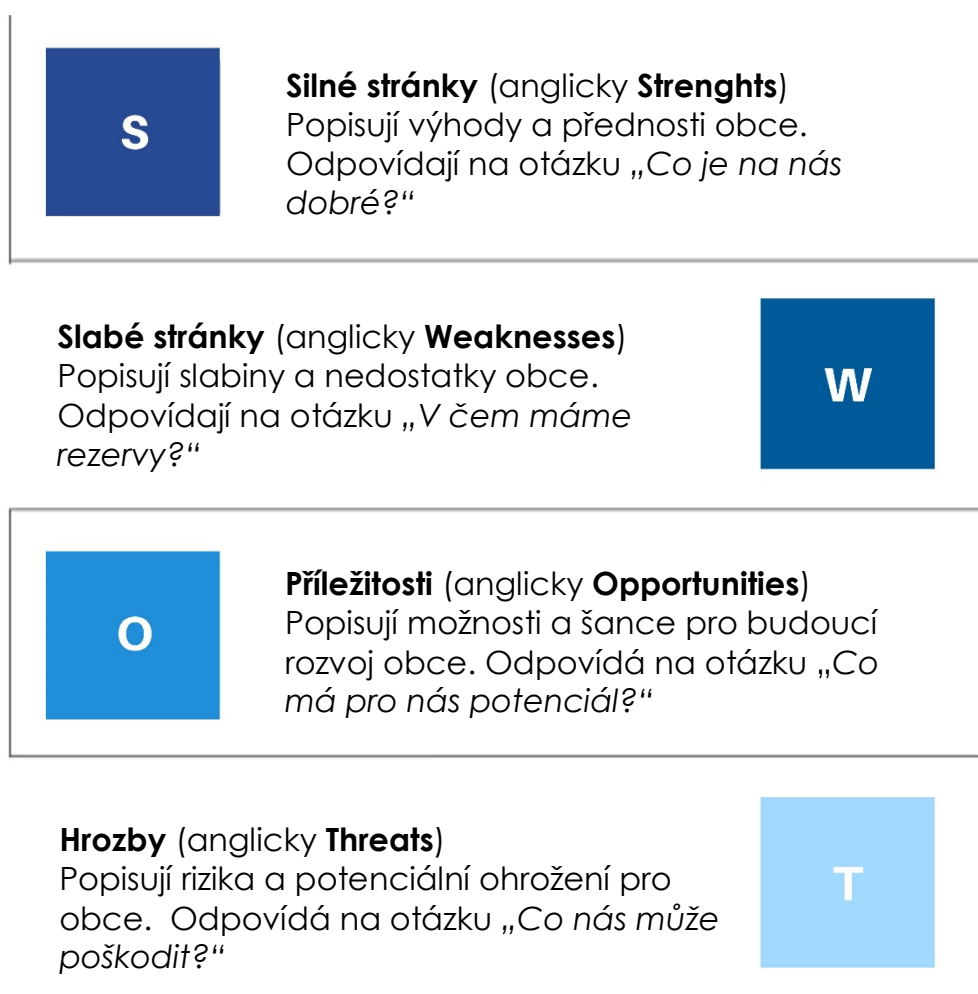 S
Silné stránky (anglicky Strenghts)
Popisují výhody a přednosti obce.
Odpovídají na otázku „Co je na nás
dobré?“
Slabé stránky (anglicky Weaknesses)
Popisují slabiny a nedostatky obce.
Odpovídají na otázku „V čem máme
rezervy?“
W
O
Příležitosti (anglicky Opportunities)
Popisují možnosti a šance pro budoucí
rozvoj obce. Odpovídá na otázku „Co
má pro nás potenciál?“
Hrozby (anglicky Threats)
Popisují rizika a potenciální ohrožení pro
obce.  Odpovídá na otázku „Co nás může
poškodit?“
T